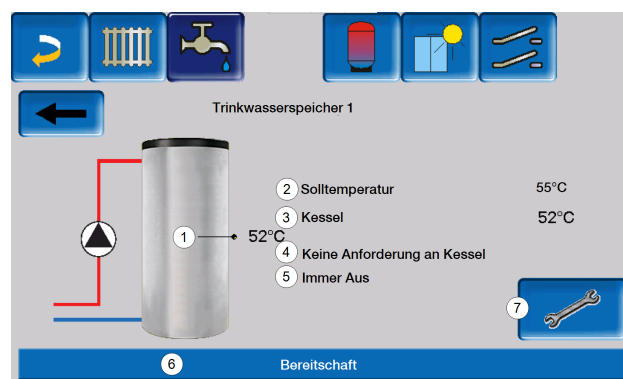 Trinkwasserspeicher 1
2 Solltemperatur 55°C
3 Kessel 52°C
1 52°C
4 Keine Anforderung an Kessel
5 Immer Aus
7
6 Bereitschaft